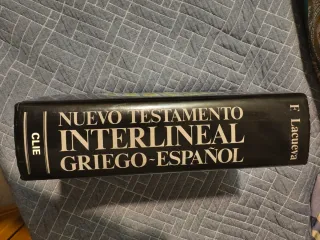 CLIE
NUEVO TESTAMENTO
INTERLINEAL
GRIEGO-ESPAÑOL
F. Lacueva